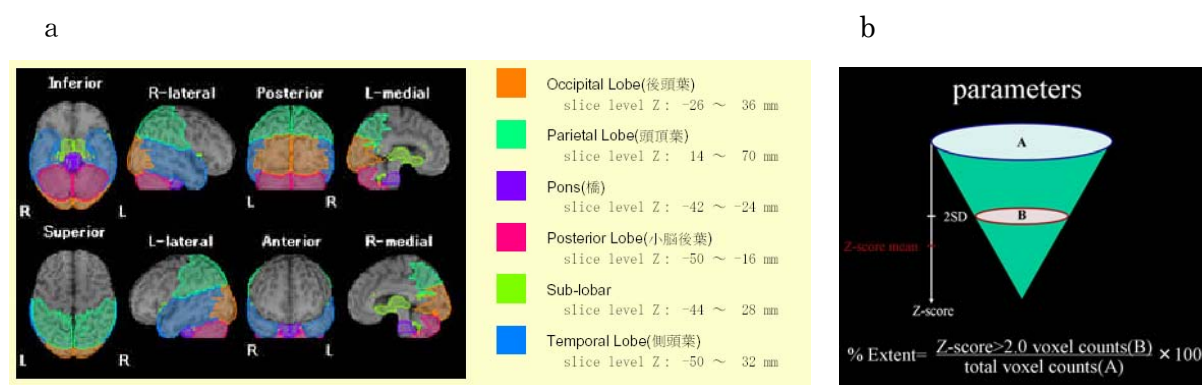 a
b
Inferior
R-lateral
Posterior
L-medial
R
L
L
R
Superior
L-lateral
Anterior
R-medial
L
R
R
L
Occipital Lobe(後頭葉)
slice level Z: -26 ～ 36 mm
Parietal Lobe(頭頂葉)
slice level Z: 14 ～ 70 mm
Pons(橋)
slice level Z: -42 ～ -24 mm
Posterior Lobe(小脳後葉)
slice level Z: -50 ～ -16 mm
Sub-lobar
slice level Z: -44 ～ 28 mm
Temporal Lobe(側頭葉)
slice level Z: -50 ～ 32 mm
parameters
A
2SD
B
Z-score mean
Z-score
% Extent= Z-score>2.0 voxel counts(B) × 100
total voxel counts(A)